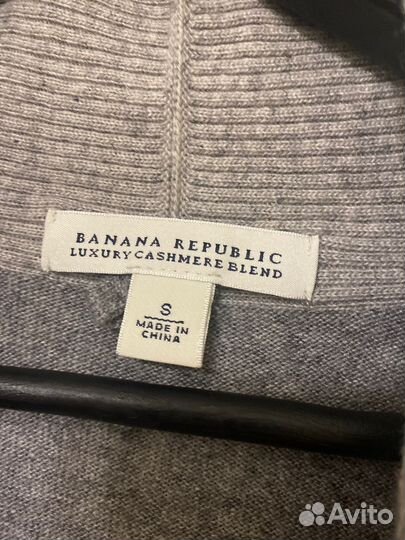 BANANA REPUBLIC
LUXURY CASHMERE BLEND
S
MADE IN
CHINA
Avito